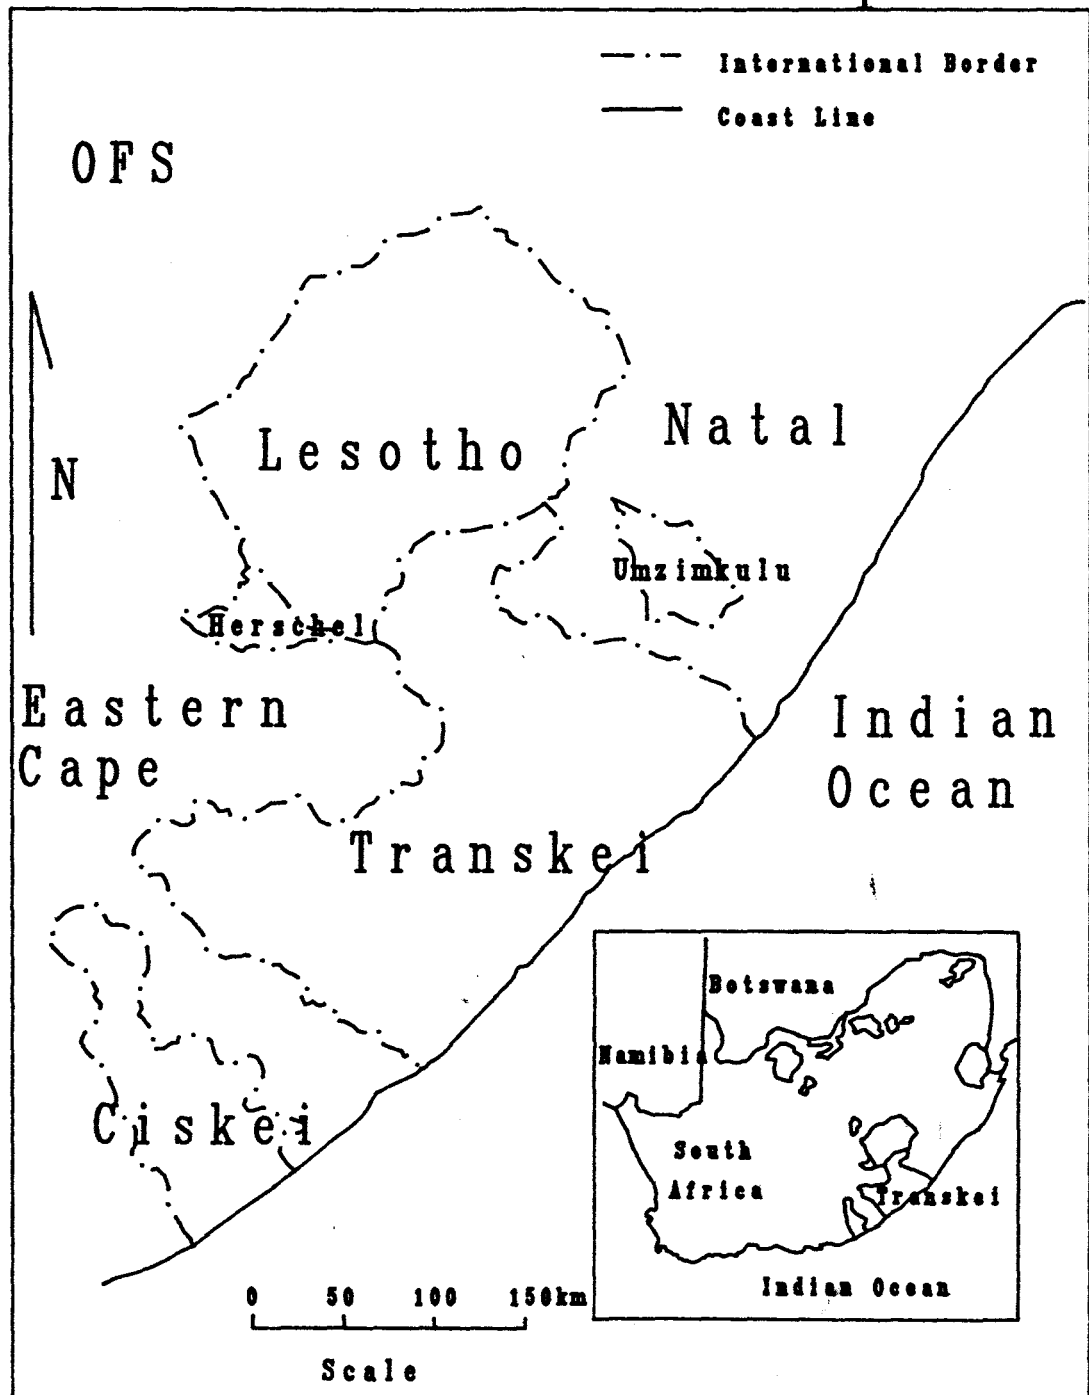 International Border
Coast Line
OFS
Lesotho
Natal
N
Umzimkulu
Herschel
Eastern
Cape
Indian
Ocean
Transkei
Ciskei
Botswana
Namibia
South
Africa
Transkei
Indian Ocean
0 50 100 150km
Scale